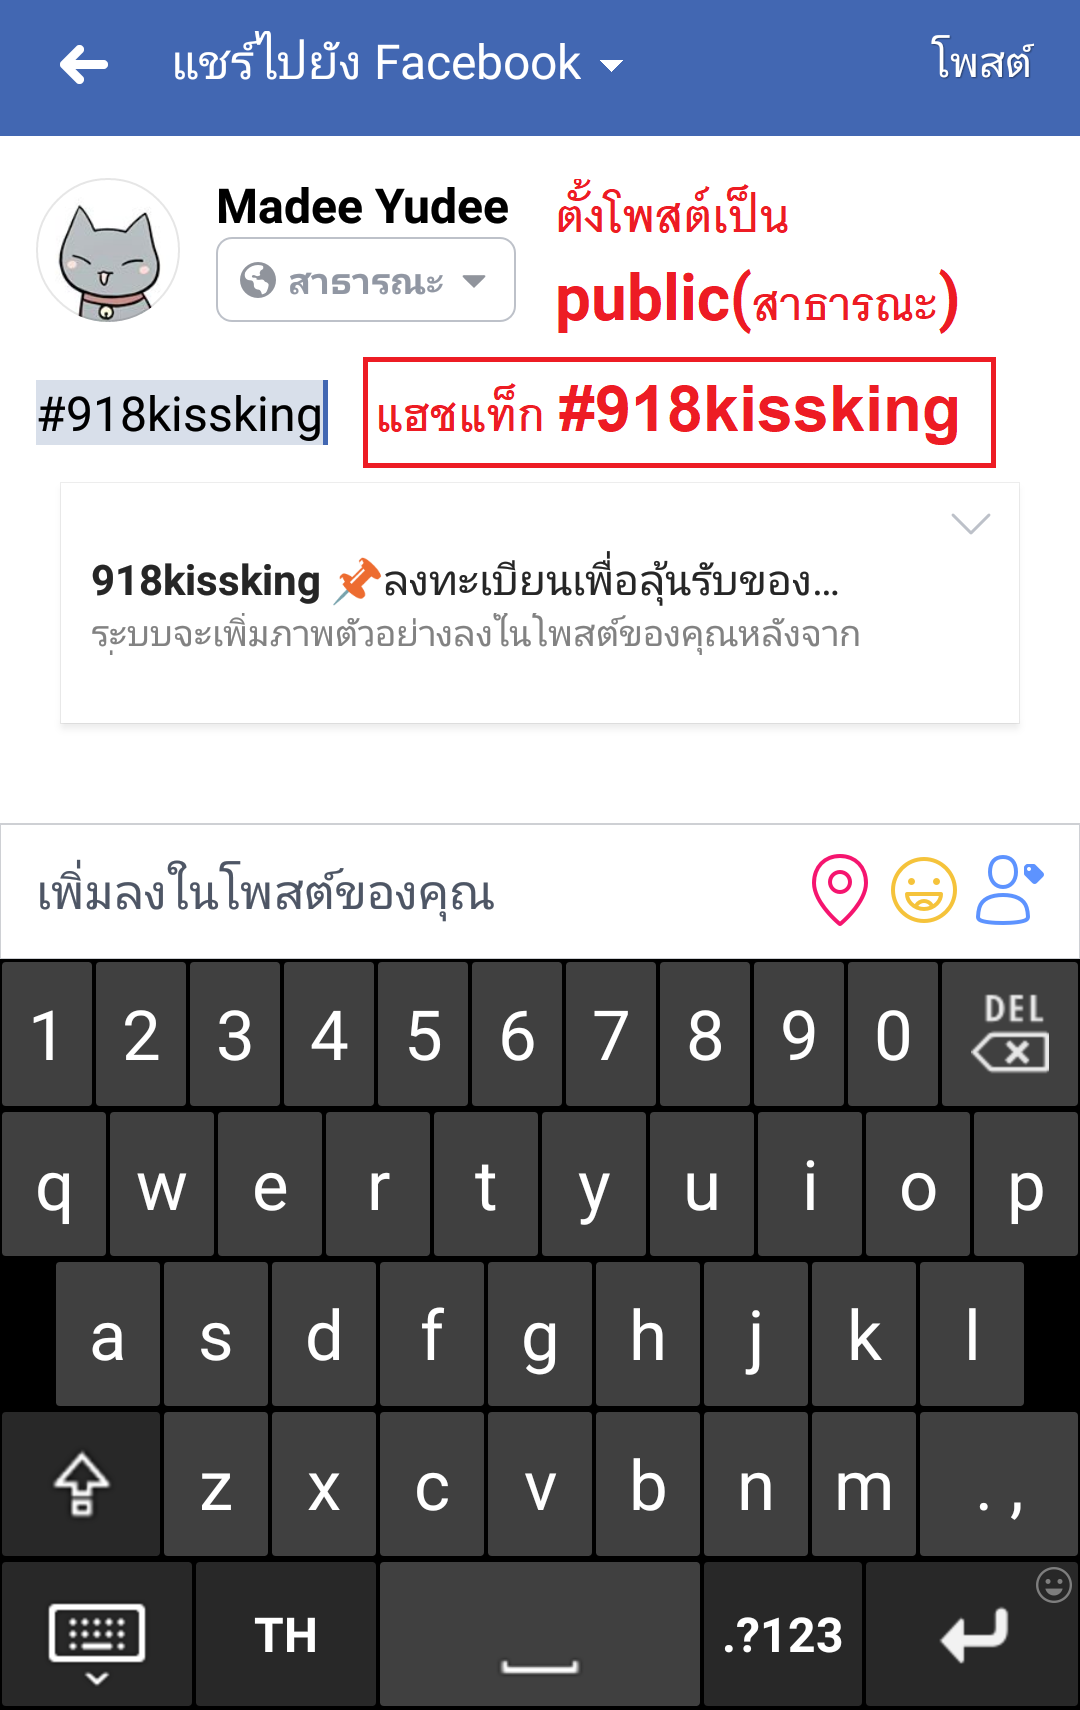 แชร์ไปยัง Facebook
โพสต์
Madee Yudee
สาธารณะ
ตั้งโพสต์เป็น
public(สาธารณะ)
#918kissking
แฮชแท็ก #918kissking
918kissking 📌ลงทะเบียนเพื่อลุ้นรับของ...
ระบบจะเพิ่มภาพตัวอย่างลงในโพสต์ของคุณหลังจาก
เพิ่มลงในโพสต์ของคุณ
1 2 3 4 5 6 7 8 9 0 DEL
q w e r t y u i o p
a s d f g h j k l
z x c v b n m . ,
TH .?123